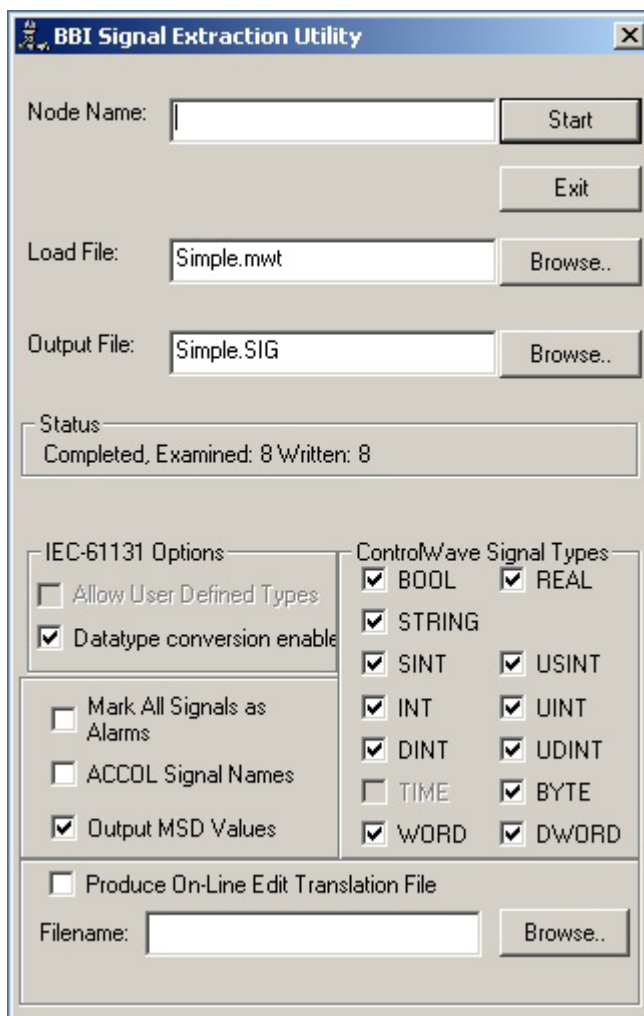 BBI Signal Extraction Utility
Node Name:
Start
Exit
Load File:
Simple.mwt
Browse..
Output File:
Simple.SIG
Browse..
Status
Completed, Examined: 8 Written: 8
IEC-61131 Options
Allow User Defined Types
Datatype conversion enable
ControlWave Signal Types
BOOL REAL
STRING
SINT USINT
INT UINT
DINT UDINT
TIME BYTE
WORD DWORD
Mark All Signals as
Alarms
ACCOL Signal Names
Output MSD Values
Produce On-Line Edit Translation File
Filename:
Browse..